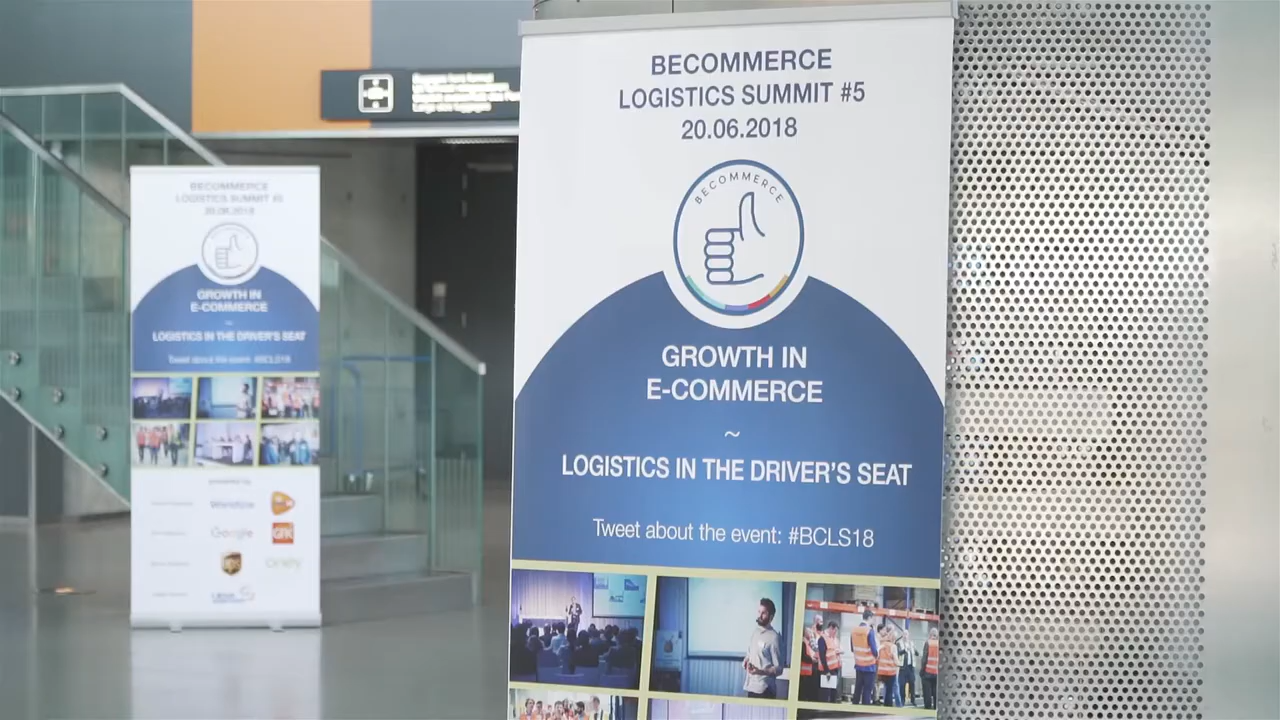 BECOMMERCE
LOGISTICS SUMMIT #5
20.06.2018
BECOMMERCE
GROWTH IN
E-COMMERCE
~
LOGISTICS IN THE DRIVER'S SEAT
Tweet about the event: #BCLS18
BECOMMERCE
LOGISTICS SUMMIT #5
20.06.2018
GROWTH IN
E-COMMERCE
~
LOGISTICS IN THE DRIVER'S SEAT
Tweet about the event: #BCLS18
Google
GFK
ups